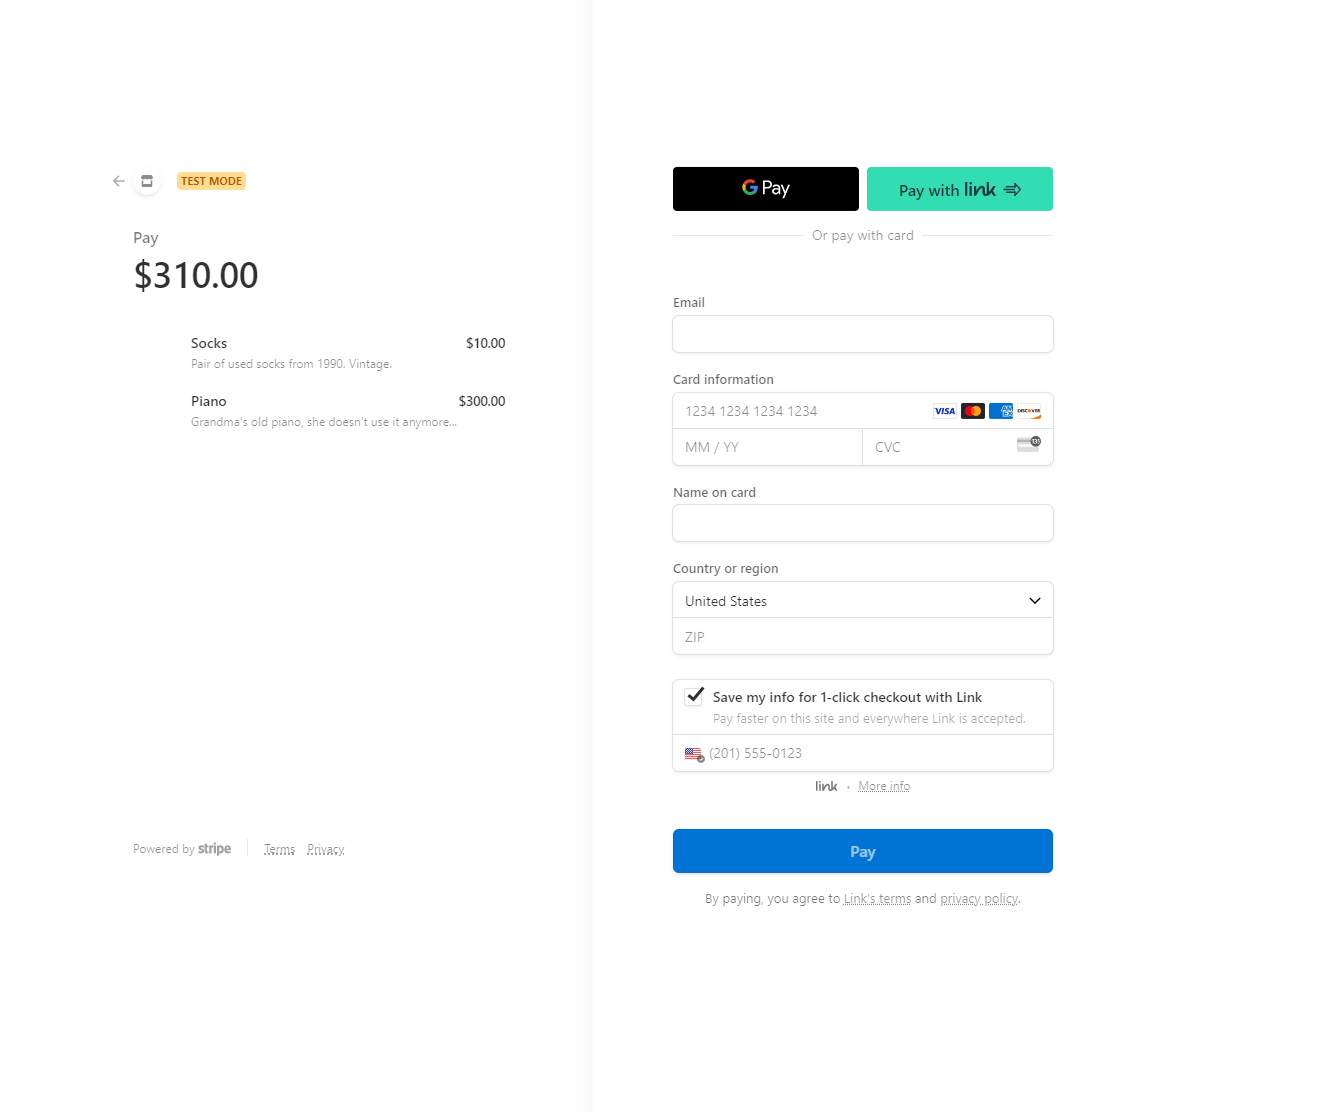 TEST MODE
Pay
$310.00
Socks $10.00
Pair of used socks from 1990. Vintage.
Piano $300.00
Grandma's old piano, she doesn't use it anymore...
Powered by stripe Terms Privacy
G Pay Pay with link
Or pay with card
Email
Card information
1234 1234 1234 1234 VISA AM EX DISCOVER
MM / YY CVC 135
Name on card
Country or region
United States
ZIP
Save my info for 1-click checkout with Link
Pay faster on this site and everywhere Link is accepted.
(201) 555-0123
link • More info
Pay
By paying, you agree to Link's terms and privacy policy.